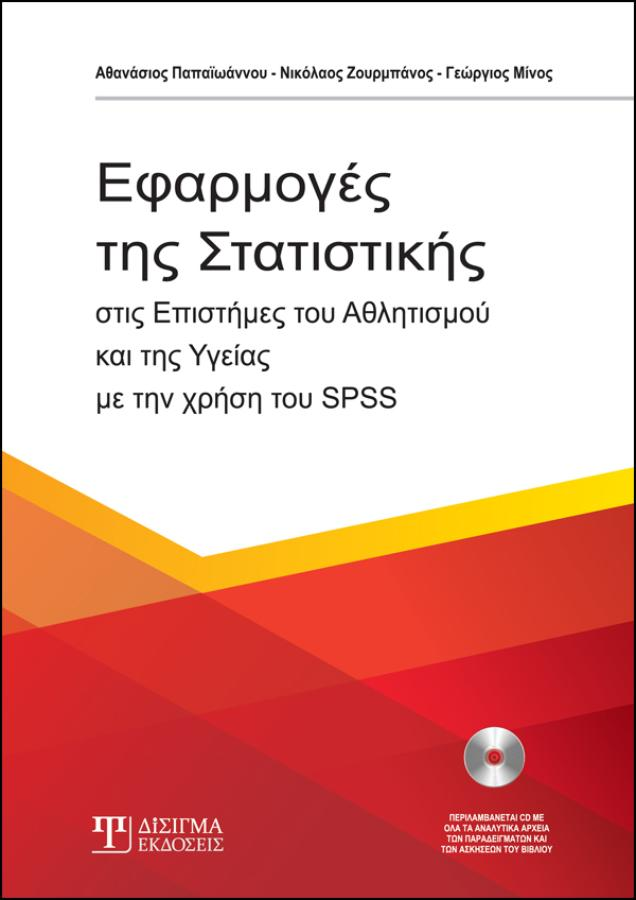 Αθανάσιος Παπαϊωάννου - Νικόλαος Ζουρμπάνος - Γεώργιος Μίνος
Εφαρμογές
της Στατιστικής
στις Επιστήμες του Αθλητισμού
και της Υγείας
με την χρήση του SPSS
ΔΙΣΙΓΜΑ
ΕΚΔΟΣΕΙΣ
ΠΕΡΙΛΑΜΒΑΝΕΤΑΙ CD ΜΕ
ΟΛΑ ΤΑ ΑΝΑΛΥΤΙΚΑ ΑΡΧΕΙΑ
ΤΩΝ ΠΑΡΑΔΕΙΓΜΑΤΩΝ ΚΑΙ
ΤΩΝ ΑΣΚΗΣΕΩΝ ΤΟΥ ΒΙΒΛΙΟΥ